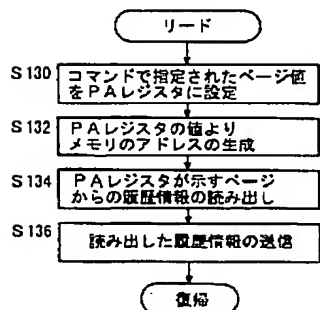 リード
S130
コマンドで指定されたページ値
をPAレジスタに設定
S132
PAレジスタの値より
メモリのアドレスの生成
S134
PAレジスタが示すページ
からの履歴情報の読み出し
S136
読み出した履歴情報の送信
復帰